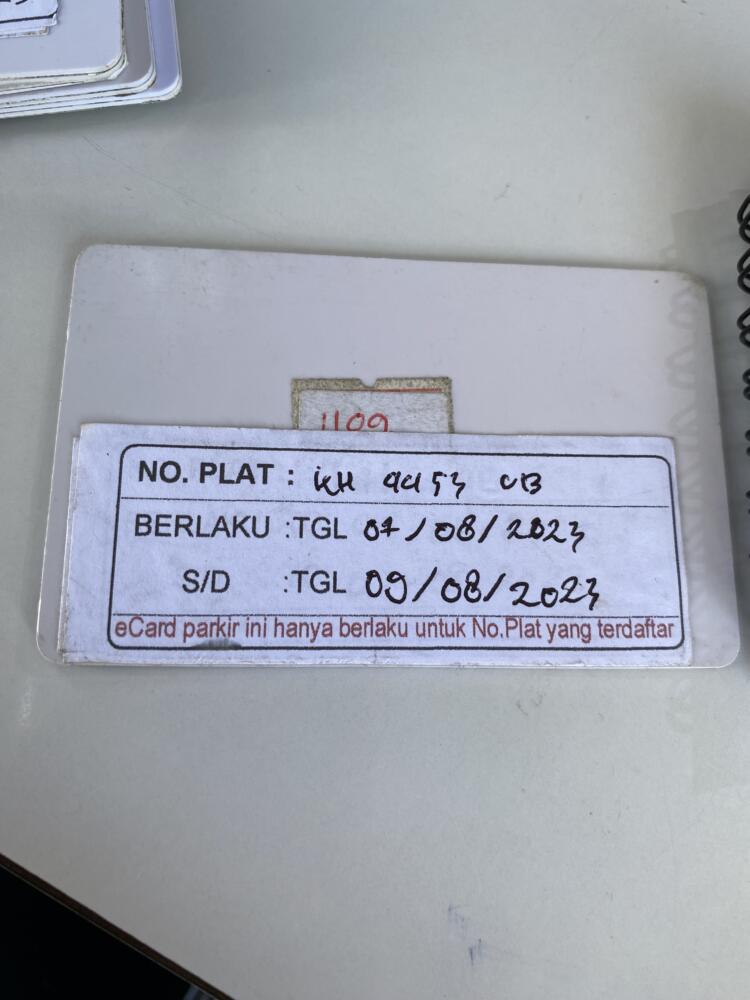 1109
NO. PLAT : KH 9453 UB
BERLAKU :TGL 07/08/2023
S/D :TGL 09/08/2023
eCard parkir ini hanya berlaku untuk No.Plat yang terdaftar